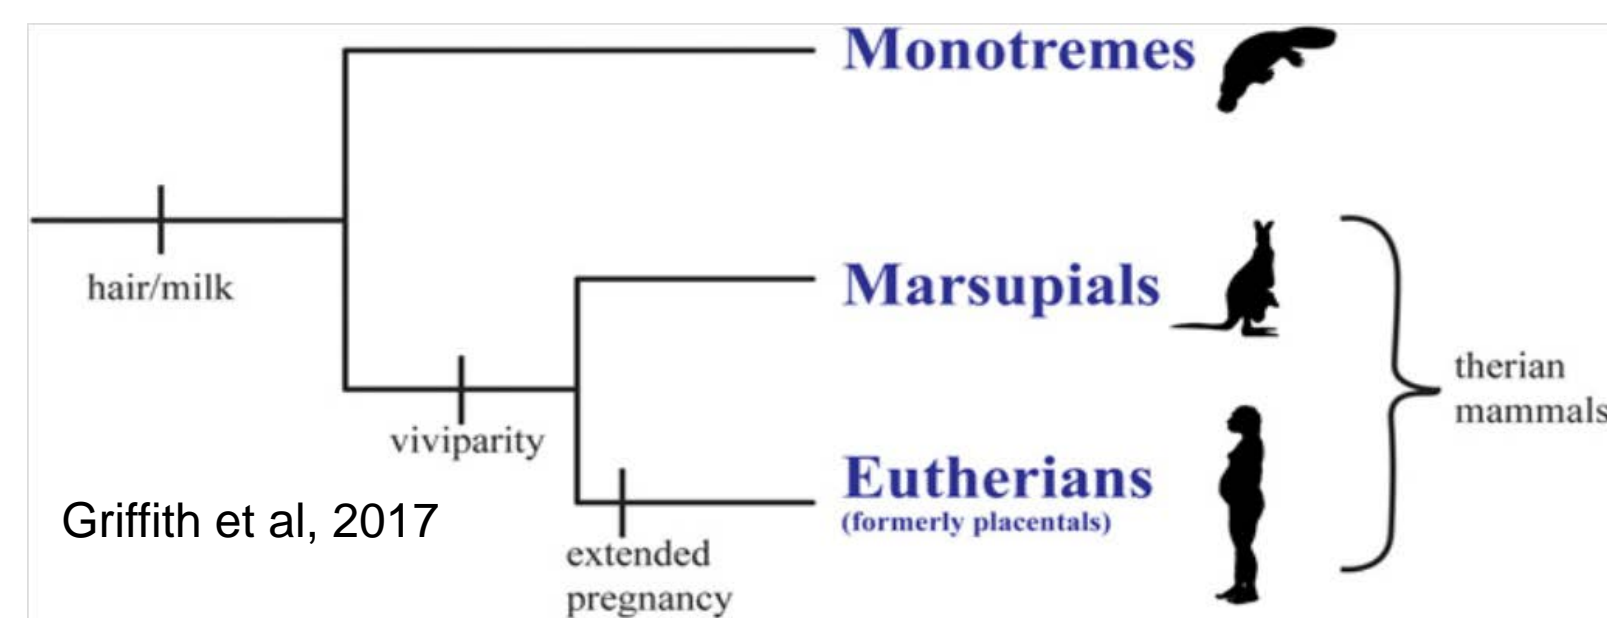 Monotremes
hair/milk
Marsupials
therian
mammals
viviparity
Eutherians
(formerly placentals)
Griffith et al, 2017
extended
pregnancy